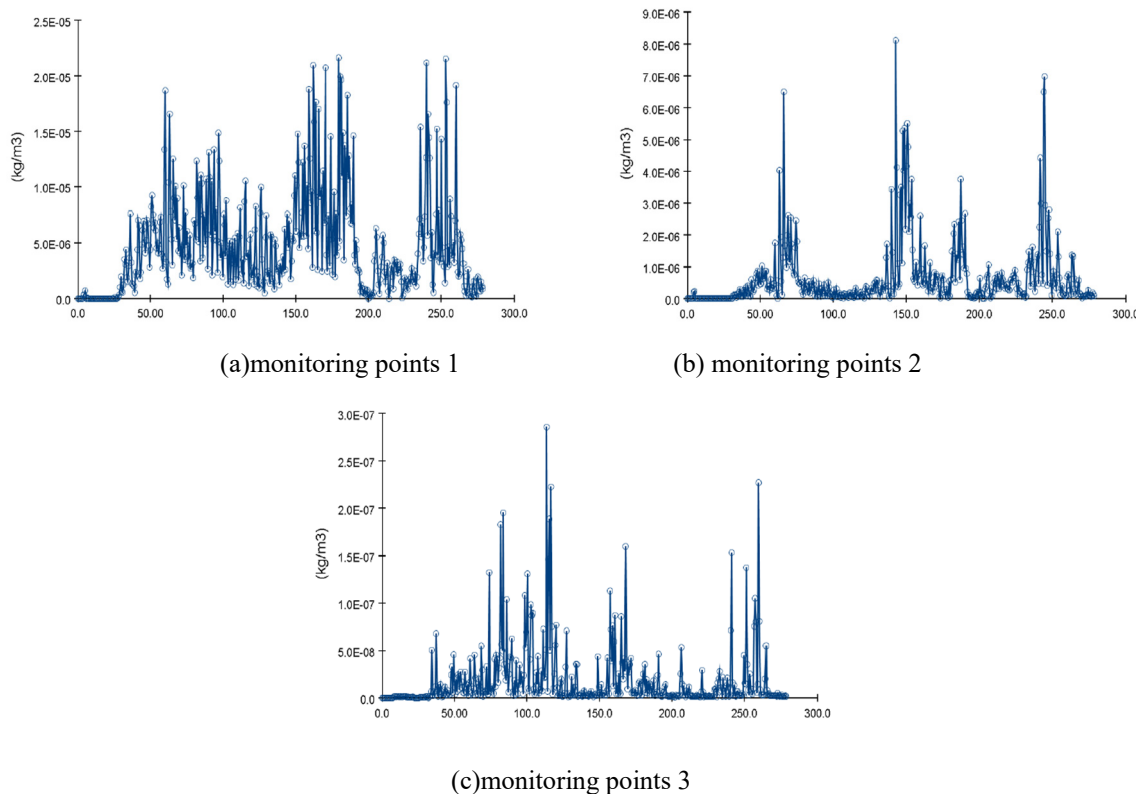 2.5E-05
2.0E-05
1.5E-05
1.0E-05
5.0E-06
0.0
(kg/m3)
0.0 50.00 100.0 150.0 200.0 250.0 300.0
(a)monitoring points 1
9.0E-06
8.0E-06
7.0E-06
6.0E-06
5.0E-06
4.0E-06
3.0E-06
2.0E-06
1.0E-06
0.0
(kg/m3)
0.0 50.00 100.0 150.0 200.0 250.0 300.0
(b) monitoring points 2
3.0E-07
2.5E-07
2.0E-07
1.5E-07
1.0E-07
5.0E-08
0.0
(kg/m3)
0.0 50.00 100.0 150.0 200.0 250.0 300.0
(c)monitoring points 3